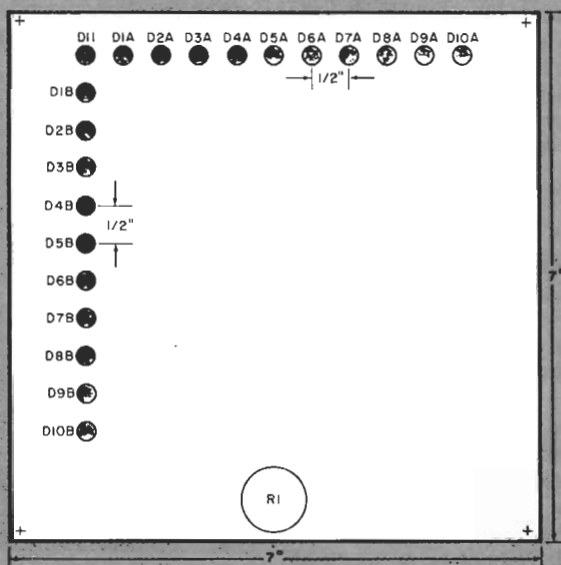 D11 D1A D2A D3A D4A D5A D6A D7A D8A D9A D10A
1/2"
D1B
D2B
D3B
D4B
1/2"
D5B
D6B
D7B
D8B
D9B
D10B
R1
7"
7"